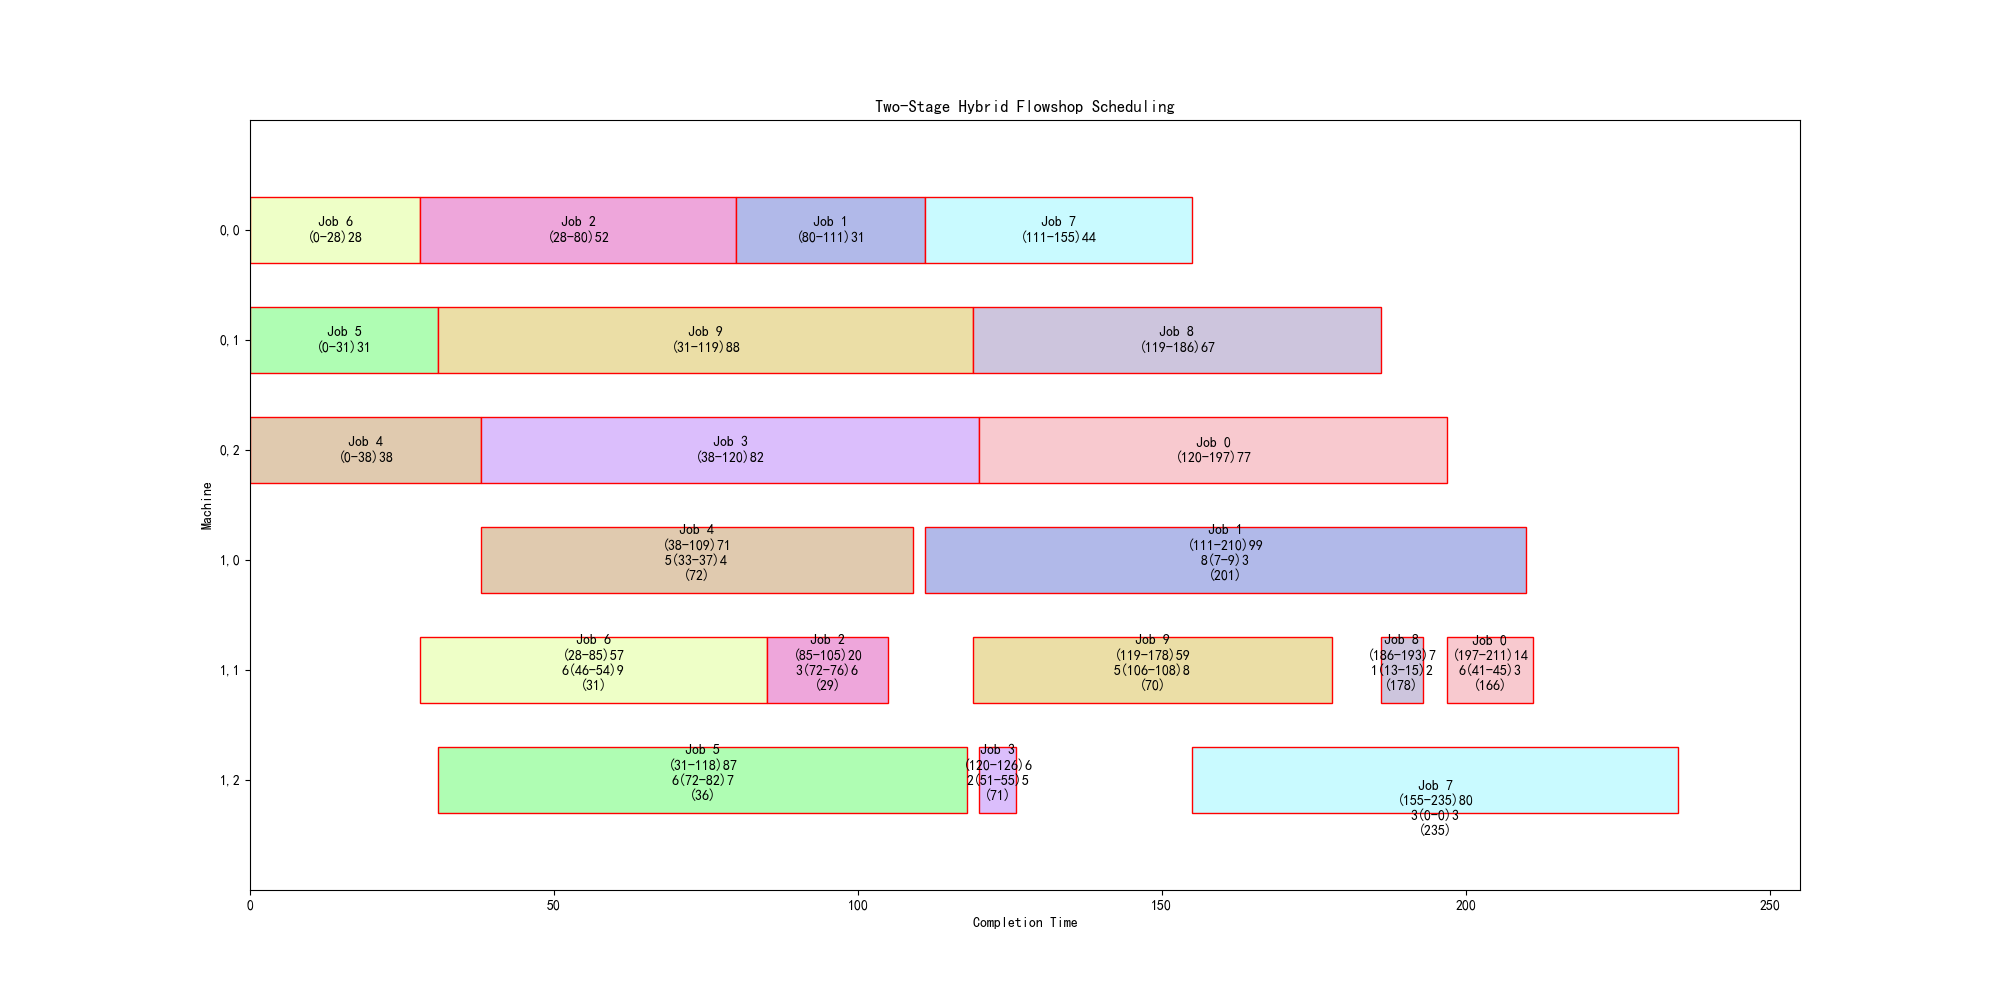 Two-Stage Hybrid Flowshop Scheduling
Machine
0,0
Job 6
(0-28)28
Job 2
(28-80)52
Job 1
(80-111)31
Job 7
(111-155)44
0,1
Job 5
(0-31)31
Job 9
(31-119)88
Job 8
(119-186)67
0,2
Job 4
(0-38)38
Job 3
(38-120)82
Job 0
(120-197)77
1,0
Job 4
(38-109)71
5(33-37)4
(72)
Job 1
(111-210)99
8(7-9)3
(201)
1,1
Job 6
(28-85)57
6(46-54)9
(31)
Job 2
(85-105)20
3(72-76)6
(29)
Job 9
(119-178)59
5(106-108)8
(70)
Job 8
(186-193)7
1(13-15)2
(178)
Job 0
(197-211)14
6(41-45)3
(166)
1,2
Job 5
(31-118)87
6(72-82)7
(36)
Job 3
(120-126)6
2(51-55)5
(71)
Job 7
(155-235)80
3(0-0)3
(235)
0
50
100
150
200
250
Completion Time